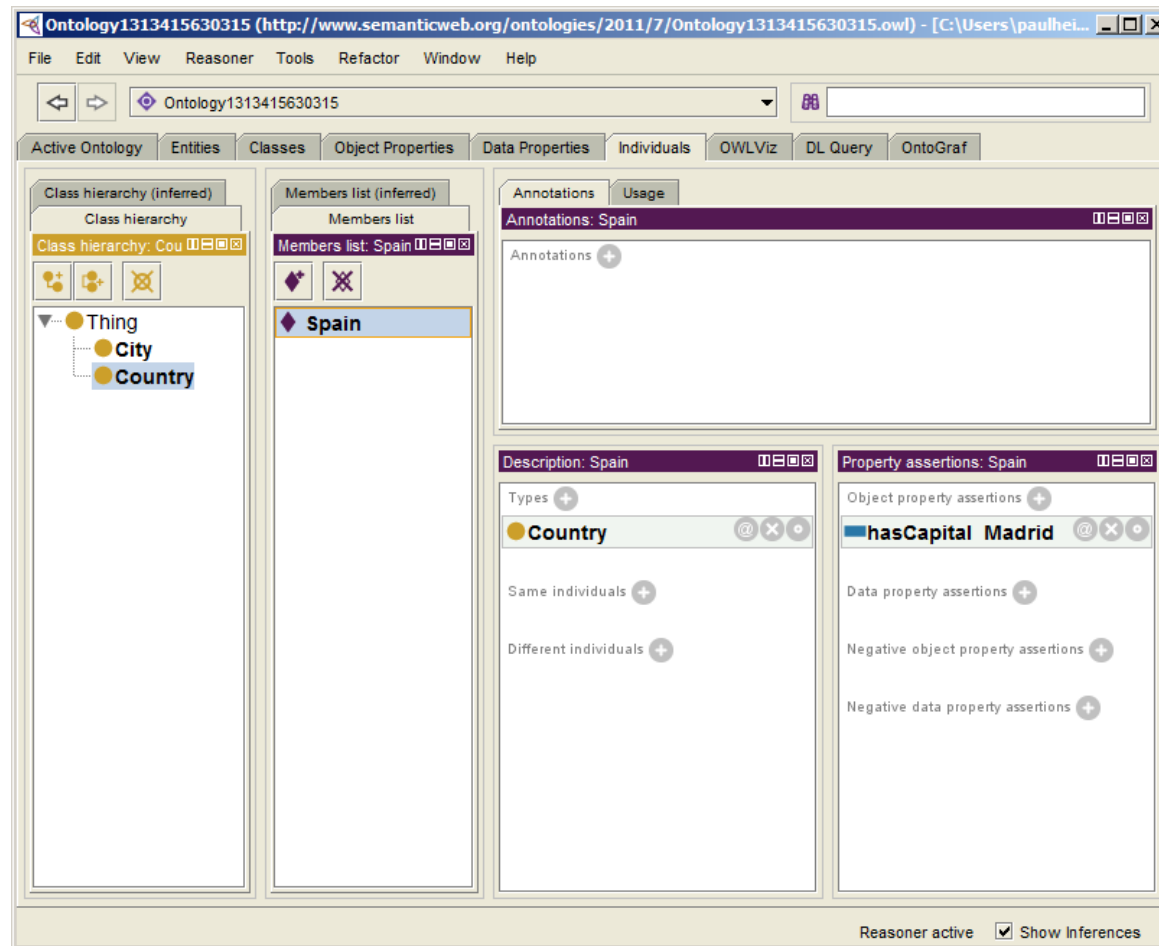 Ontology1313415630315 (http://www.semanticweb.org/ontologies/2011/7/Ontology1313415630315.owl) - [C:\Users\paulhei...
File Edit View Reasoner Tools Refactor Window Help
Ontology1313415630315
Active Ontology Entities Classes Object Properties Data Properties Individuals OWLViz DL Query OntoGraf
Class hierarchy (inferred)
Class hierarchy
Class hierarchy: Cou
Thing
City
Country
Members list (inferred)
Members list
Members list: Spain
Spain
Annotations Usage
Annotations: Spain
Annotations
Description: Spain
Types
Country
Same individuals
Different individuals
Property assertions: Spain
Object property assertions
hasCapital Madrid
Data property assertions
Negative object property assertions
Negative data property assertions
Reasoner active Show Inferences